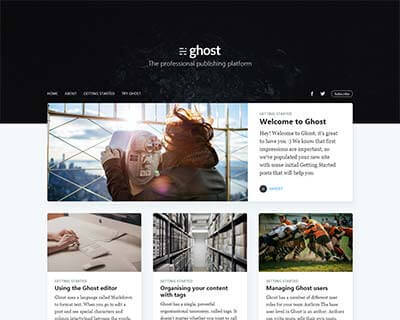 ghost
The professional publishing platform
HOME ABOUT GETTING STARTED TRY GHOST
Subscribe
GETTING STARTED
Welcome to Ghost
Hey! Welcome to Ghost, it's great
to have you :-) We know that first
impressions are important, so
we've populated your new site
with some initial Getting Started
posts that will help you
GHOST
GETTING STARTED
Using the Ghost editor
Ghost uses a language called Markdown
to format text. When you go to edit a
post and see special characters and
colours intertwined between the words,
GETTING STARTED
Organising your content
with tags
Ghost has a single, powerful
organisational taxonomy, called tags. It
doesn't matter whether you want to call
GETTING STARTED
Managing Ghost users
Ghost has a number of different user
roles for your team Authors The base
user level in Ghost is an author. Authors
can write posts, edit their own posts,